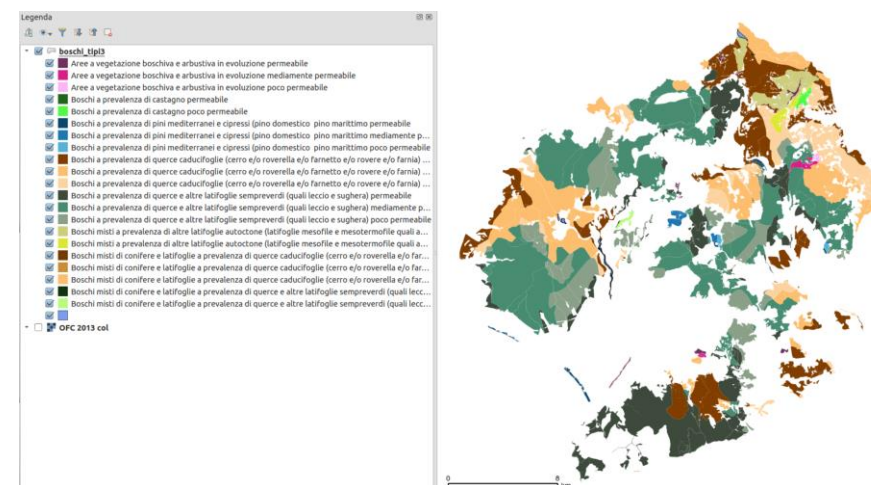 Legenda
boschi_tipi3
Aree a vegetazione boschiva e arbustiva in evoluzione permeabile
Aree a vegetazione boschiva e arbustiva in evoluzione mediamente permeabile
Aree a vegetazione boschiva e arbustiva in evoluzione poco permeabile
Boschi a prevalenza di castagno permeabile
Boschi a prevalenza di castagno poco permeabile
Boschi a prevalenza di pini mediterranei e cipressi (pino domestico pino marittimo permeabile
Boschi a prevalenza di pini mediterranei e cipressi (pino domestico pino marittimo mediamente p...
Boschi a prevalenza di pini mediterranei e cipressi (pino domestico pino marittimo poco permeabile
Boschi a prevalenza di querce caducifoglie (cerro e/o roverella e/o farnetto e/o rovere e/o farnia) ...
Boschi a prevalenza di querce caducifoglie (cerro e/o roverella e/o farnetto e/o rovere e/o farnia) ...
Boschi a prevalenza di querce caducifoglie (cerro e/o roverella e/o farnetto e/o rovere e/o farnia) ...
Boschi a prevalenza di querce e altre latifoglie sempreverdi (quali leccio e sughera) permeabile
Boschi a prevalenza di querce e altre latifoglie sempreverdi (quali leccio e sughera) mediamente p...
Boschi a prevalenza di querce e altre latifoglie sempreverdi (quali leccio e sughera) poco permeabile
Boschi misti a prevalenza di altre latifoglie autoctone (latifoglie mesofile e mesotermofile quali a...
Boschi misti a prevalenza di altre latifoglie autoctone (latifoglie mesofile e mesotermofile quali a...
Boschi misti di conifere e latifoglie a prevalenza di querce caducifoglie (cerro e/o roverella e/o far...
Boschi misti di conifere e latifoglie a prevalenza di querce caducifoglie (cerro e/o roverella e/o far...
Boschi misti di conifere e latifoglie a prevalenza di querce caducifoglie (cerro e/o roverella e/o far...
Boschi misti di conifere e latifoglie a prevalenza di querce e altre latifoglie sempreverdi (quali lecc...
Boschi misti di conifere e latifoglie a prevalenza di querce e altre latifoglie sempreverdi (quali lecc...
OFC 2013 col
0 8
km